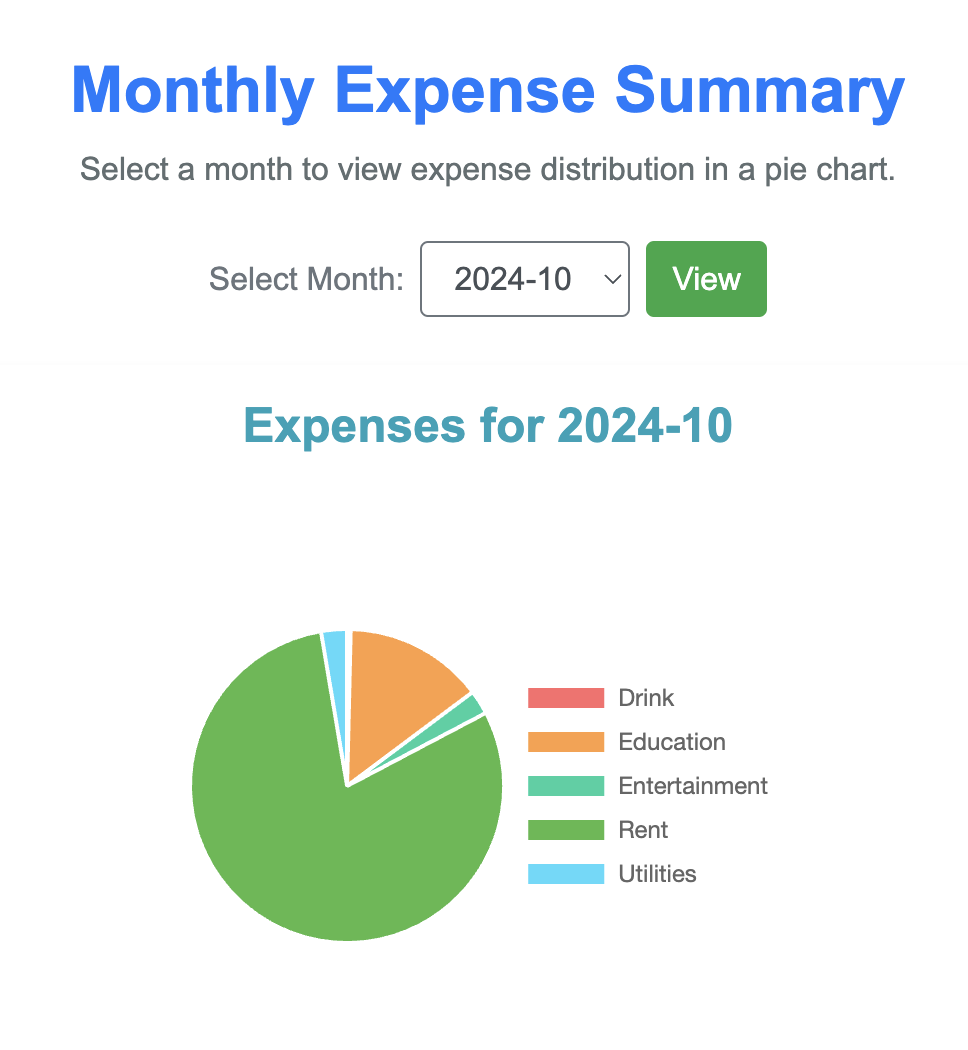 Monthly Expense Summary
Select a month to view expense distribution in a pie chart.
Select Month: 2024-10 View
Expenses for 2024-10
Drink
Education
Entertainment
Rent
Utilities